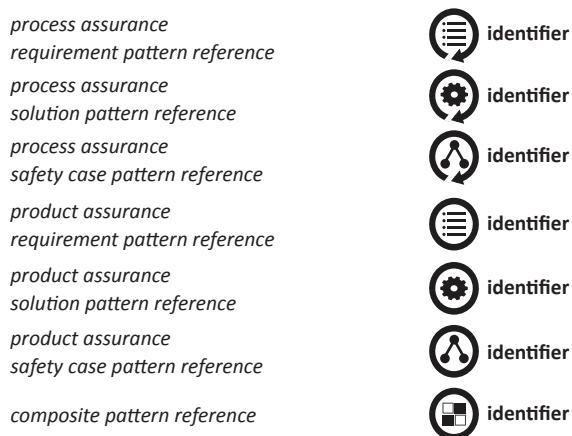 process assurance
requirement pattern reference
identifier
process assurance
solution pattern reference
identifier
process assurance
safety case pattern reference
identifier
product assurance
requirement pattern reference
identifier
product assurance
solution pattern reference
identifier
product assurance
safety case pattern reference
identifier
composite pattern reference
identifier